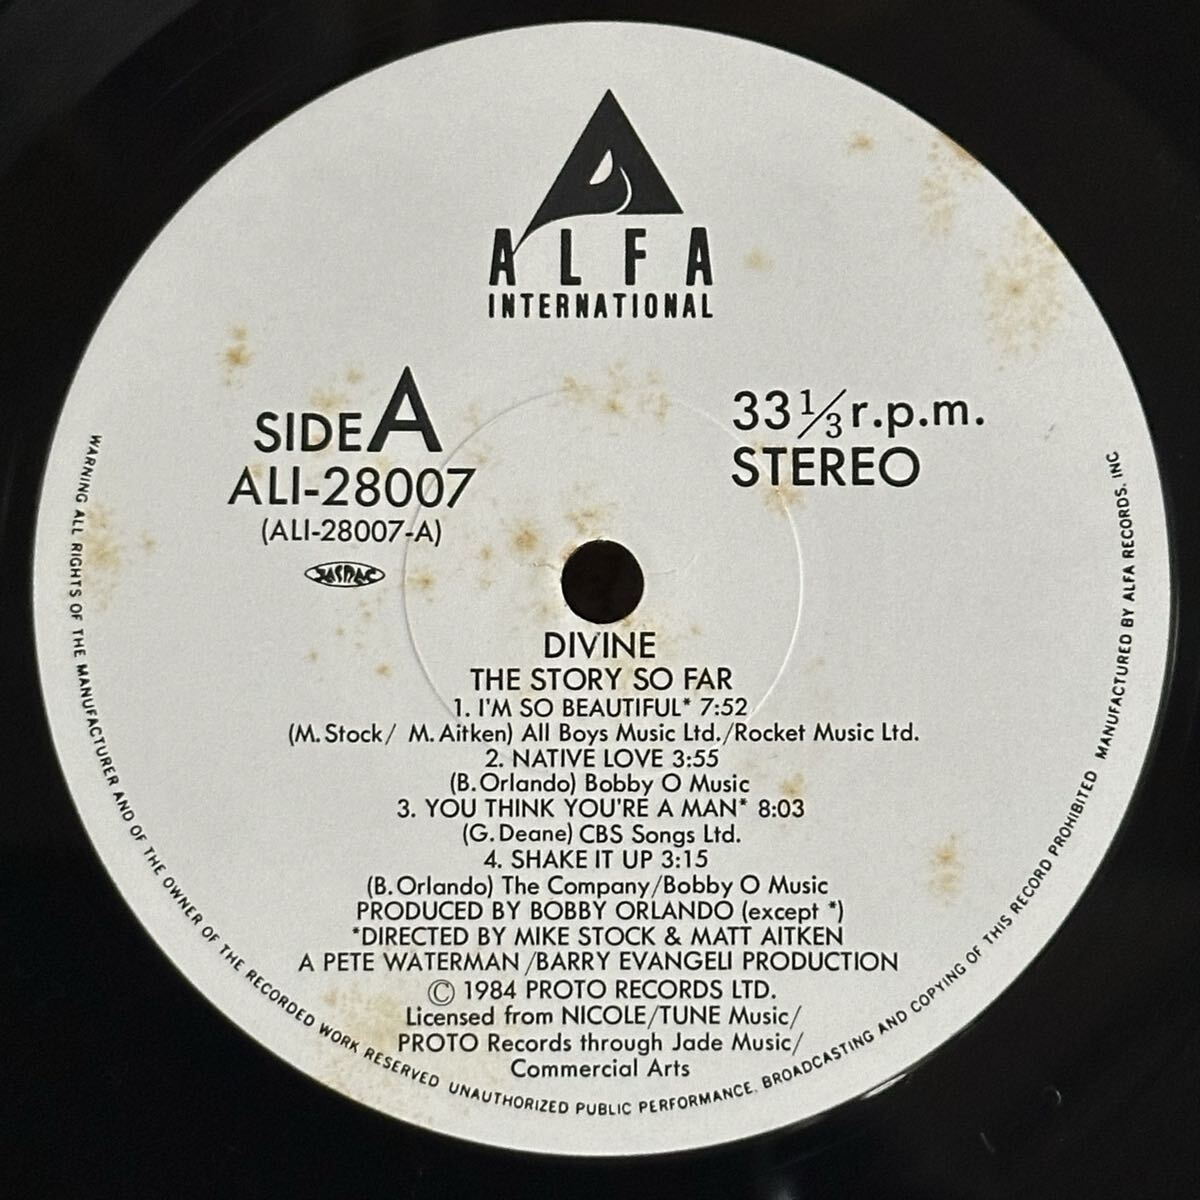 ALFA
INTERNATIONAL
SIDE A
ALI-28007
(ALI-28007-A)
JASRAC
33 1/3 r.p.m.
STEREO
DIVINE
THE STORY SO FAR
1. I'M SO BEAUTIFUL* 7:52
(M. Stock/ M. Aitken) All Boys Music Ltd./Rocket Music Ltd.
2. NATIVE LOVE 3:55
(B. Orlando) Bobby O Music
3. YOU THINK YOU'RE A MAN* 8:03
(G. Deane) CBS Songs Ltd.
4. SHAKE IT UP 3:15
(B. Orlando) The Company/Bobby O Music
PRODUCED BY BOBBY ORLANDO (except *)
*DIRECTED BY MIKE STOCK & MATT AITKEN
A PETE WATERMAN/BARRY EVANGELI PRODUCTION
© 1984 PROTO RECORDS LTD.
Licensed from NICOLE/TUNE Music/
PROTO Records through Jade Music/
Commercial Arts
WARNING ALL RIGHTS OF THE MANUFACTURER AND OF THE OWNER OF THE RECORDED WORK RESERVED UNAUTHORIZED PUBLIC PERFORMANCE, BROADCASTING AND COPYING OF THIS RECORD PROHIBITED MANUFACTURED BY ALFA RECORDS, INC